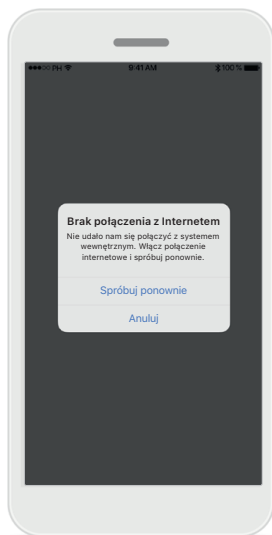 PH 9:41 AM 100 %
Brak połączenia z Internetem
Nie udało nam się połączyć z systemem
wewnętrznym. Włącz połączenie
internetowe i spróbuj ponownie.
Spróbuj ponownie
Anuluj